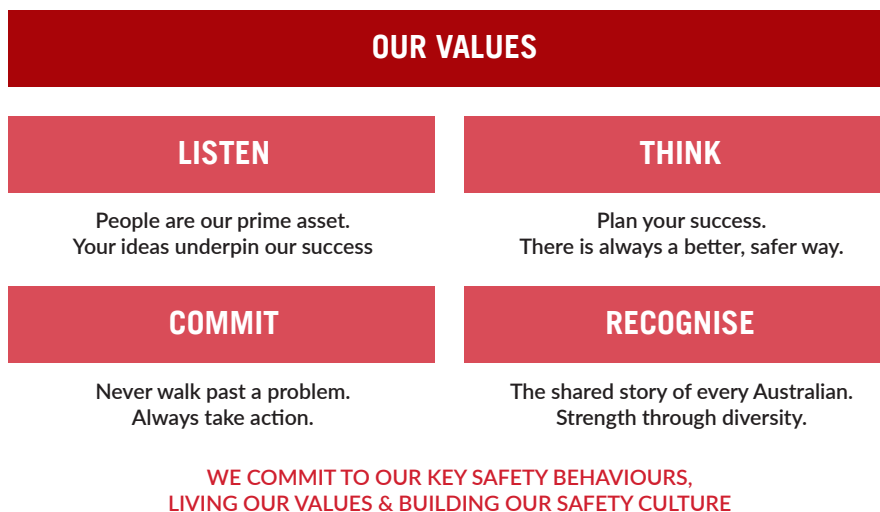 OUR VALUES
LISTEN
People are our prime asset.
Your ideas underpin our success
THINK
Plan your success.
There is always a better, safer way.
COMMIT
Never walk past a problem.
Always take action.
RECOGNISE
The shared story of every Australian.
Strength through diversity.
WE COMMIT TO OUR KEY SAFETY BEHAVIOURS,
LIVING OUR VALUES & BUILDING OUR SAFETY CULTURE